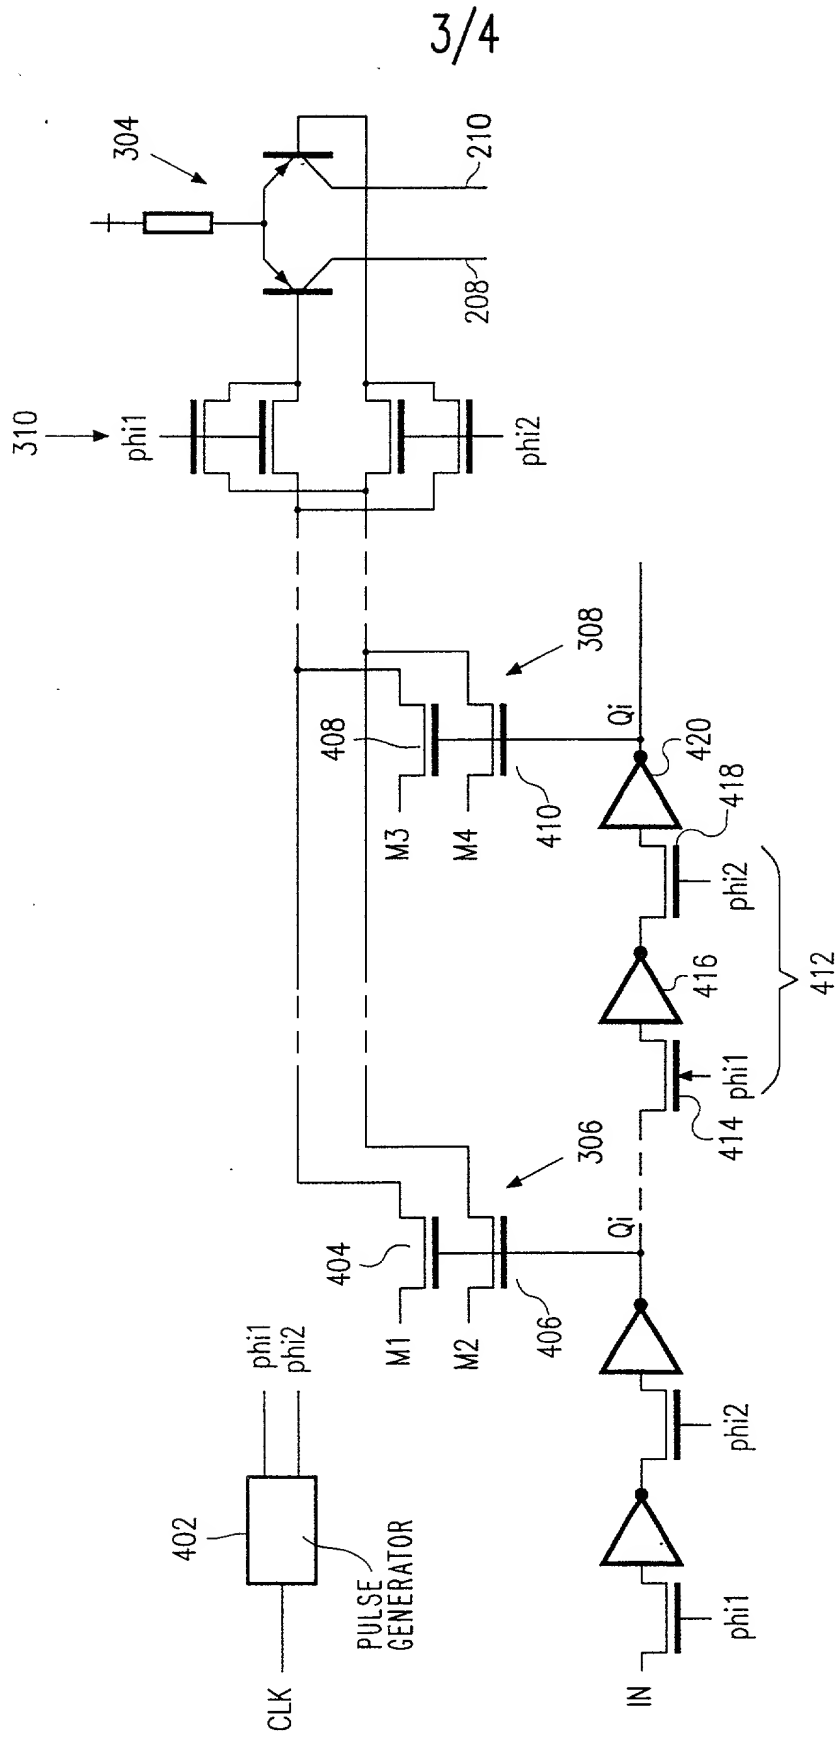 3/4
304
210
208
310
phi1
phi2
308
408
410
M3
M4
Qi
420
418
phi2
416
412
phi1
414
306
404
406
M1
M2
Qi
phi1
phi2
402
PULSE
GENERATOR
CLK
phi2
phi1
IN